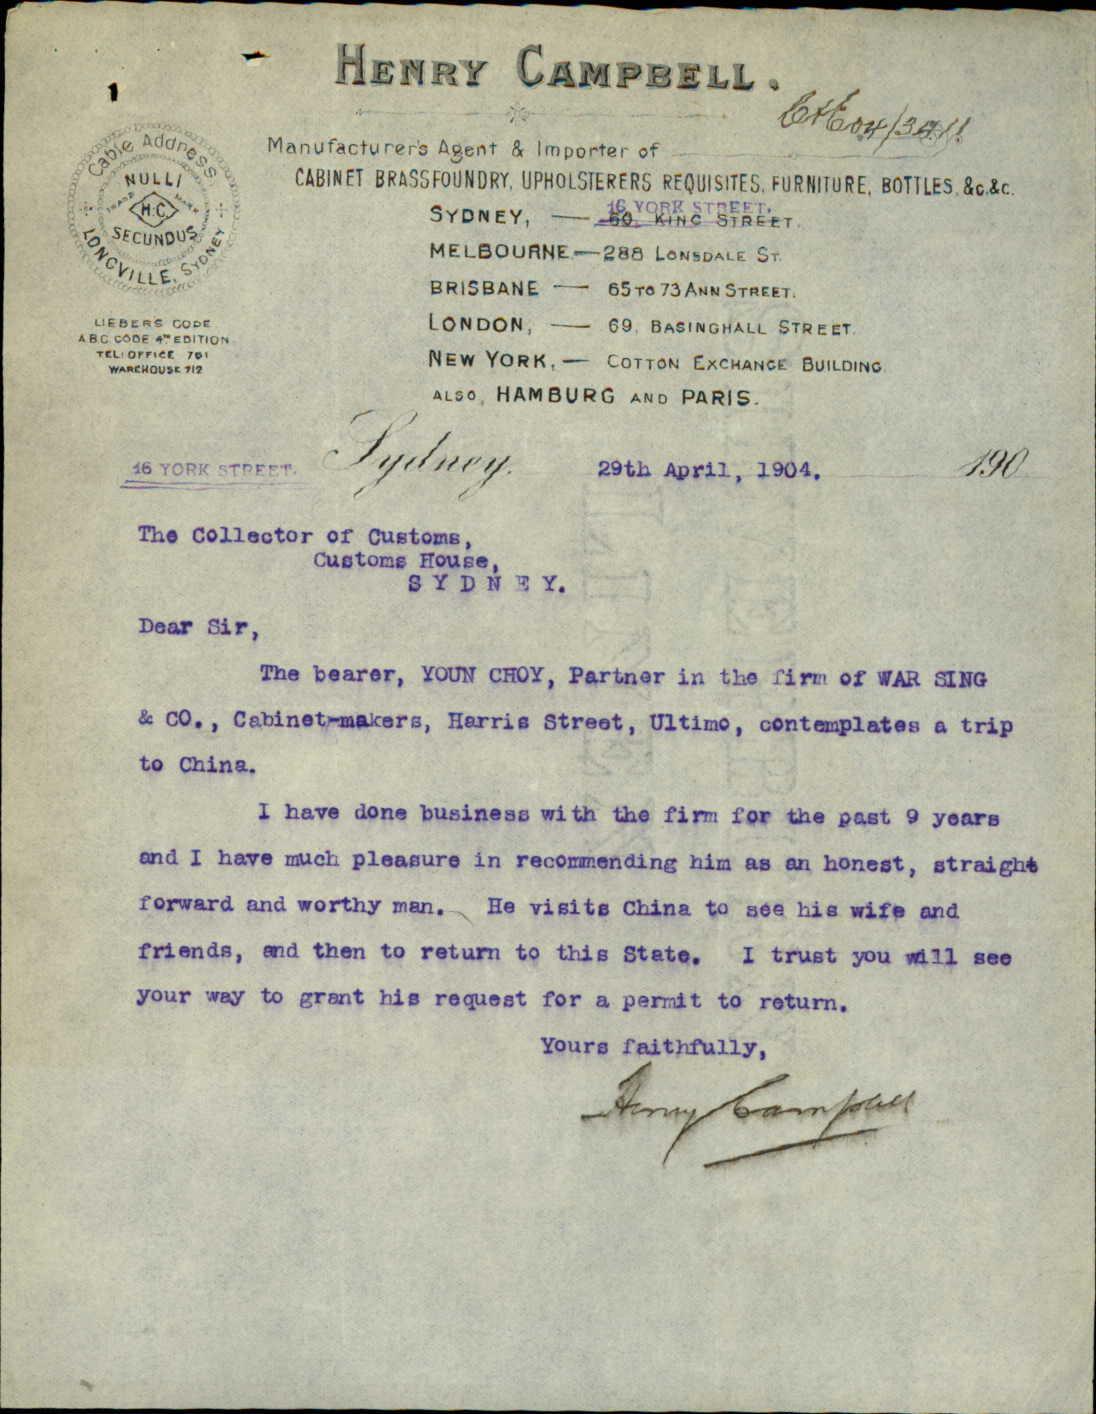 HENRY CAMPBELL.
Manufacturer's Agent & Importer of
CABINET BRASSFOUNDRY, UPHOLSTERERS REQUISITES, FURNITURE, BOTTLES, &c,&c.
Cable Address,
NULLI
TRADE MARK
H.C.
SECUNDUS
LONGVILLE, SYDNEY
LIEBER'S CODE
A B C CODE 4TH EDITION
TEL: OFFICE 701
WAREHOUSE 712
16 YORK STREET.
SYDNEY, — 60, KING STREET.
MELBOURNE — 288 LONSDALE ST.
BRISBANE — 65 TO 73 ANN STREET.
LONDON, — 69, BASINGHALL STREET.
NEW YORK, — COTTON EXCHANGE BUILDING.
ALSO, HAMBURG AND PARIS.
16 YORK STREET. Sydney, 29th April, 1904. 190
The Collector of Customs,
Customs House,
S Y D N E Y.
Dear Sir,
The bearer, YOUN CHOY, Partner in the firm of WAR SING
& CO., Cabinet-makers, Harris Street, Ultimo, contemplates a trip
to China.
I have done business with the firm for the past 9 years
and I have much pleasure in recommending him as an honest, straight
forward and worthy man. He visits China to see his wife and
friends, and then to return to this State. I trust you will see
your way to grant his request for a permit to return.
Yours faithfully,
Henry Campbell